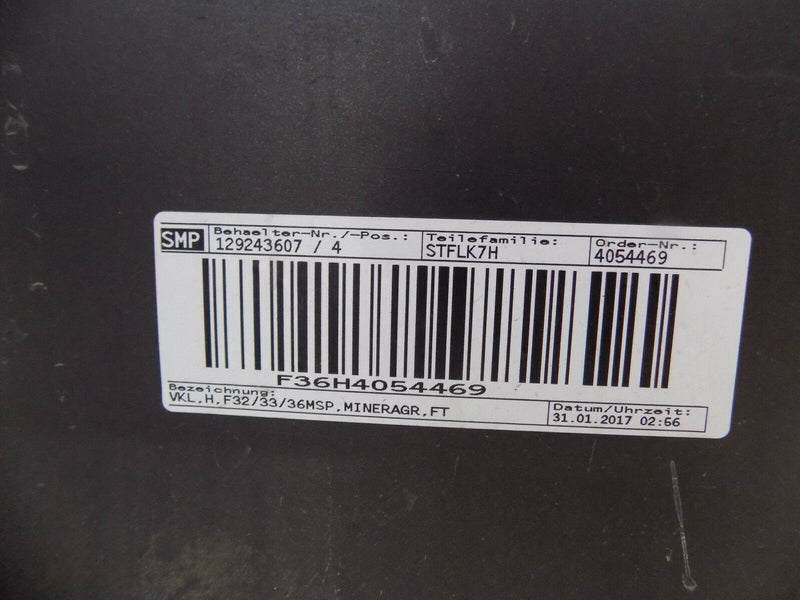 SMP Behaelter-Nr./-Pos.: Teilefamilie: Order-Nr.:
129243607 / 4 STFLK7H 4054469
F36H4054469
Bezeichnung: Datum/Uhrzeit:
VKL,H,F32/33/36MSP,MINERAGR,FT 31.01.2017 02:56